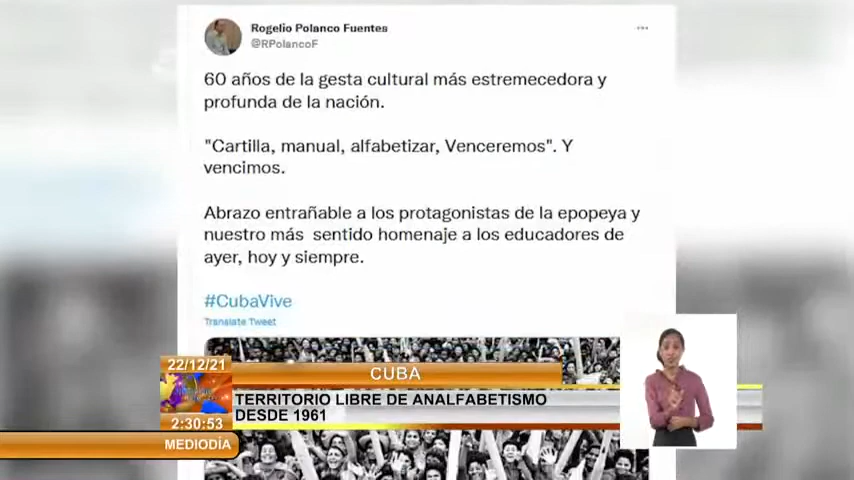 Rogelio Polanco Fuentes
@RPolancoF
60 años de la gesta cultural más estremecedora y
profunda de la nación.
"Cartilla, manual, alfabetizar, Venceremos". Y
vencimos.
Abrazo entrañable a los protagonistas de la epopeya y
nuestro más sentido homenaje a los educadores de
ayer, hoy y siempre.
#CubaVive
Translate Tweet
22/12/21
CUBA
TERRITORIO LIBRE DE ANALFABETISMO
DESDE 1961
2:30:53
MEDIODÍA